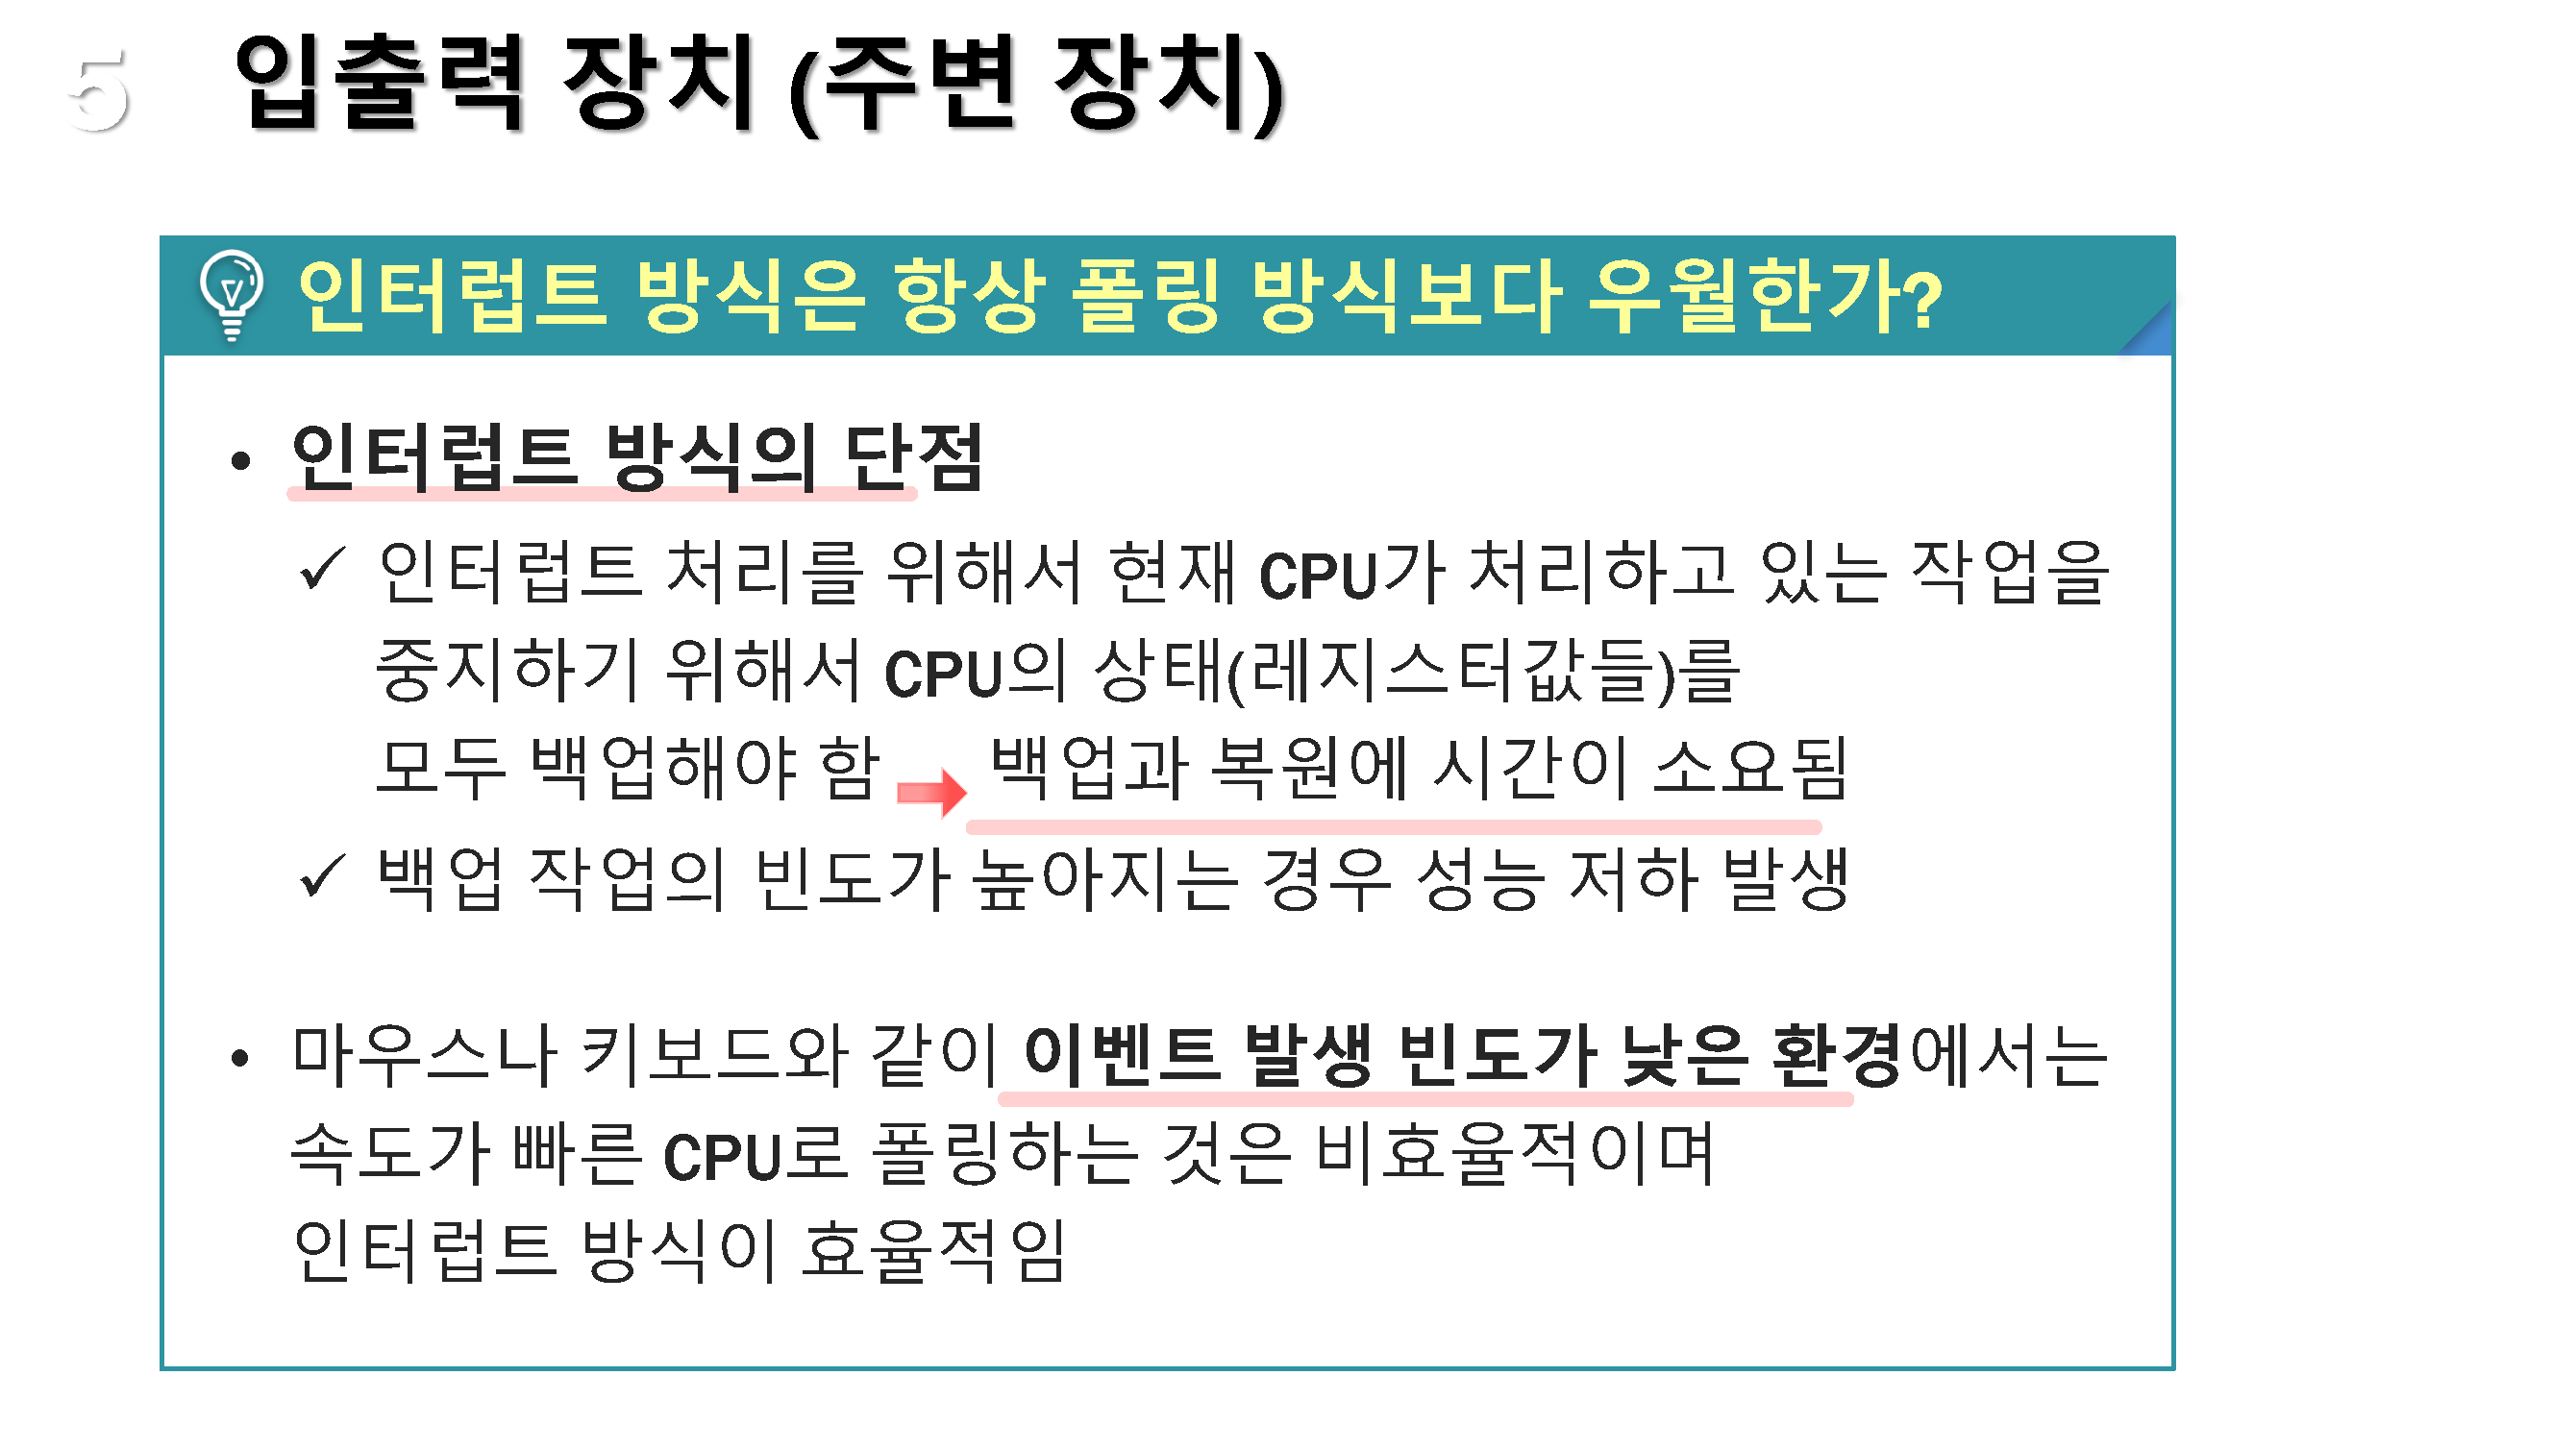 5 입출력 장치 (주변 장치)
인터럽트 방식은 항상 폴링 방식보다 우월한가?
• 인터럽트 방식의 단점
✓ 인터럽트 처리를 위해서 현재 CPU가 처리하고 있는 작업을
중지하기 위해서 CPU의 상태(레지스터값들)를
모두 백업해야 함 ➡ 백업과 복원에 시간이 소요됨
✓ 백업 작업의 빈도가 높아지는 경우 성능 저하 발생
• 마우스나 키보드와 같이 이벤트 발생 빈도가 낮은 환경에서는
속도가 빠른 CPU로 폴링하는 것은 비효율적이며
인터럽트 방식이 효율적임